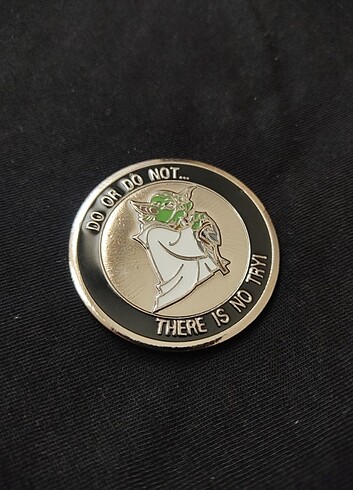 DO OR DO NOT...
THERE IS NO TRY!